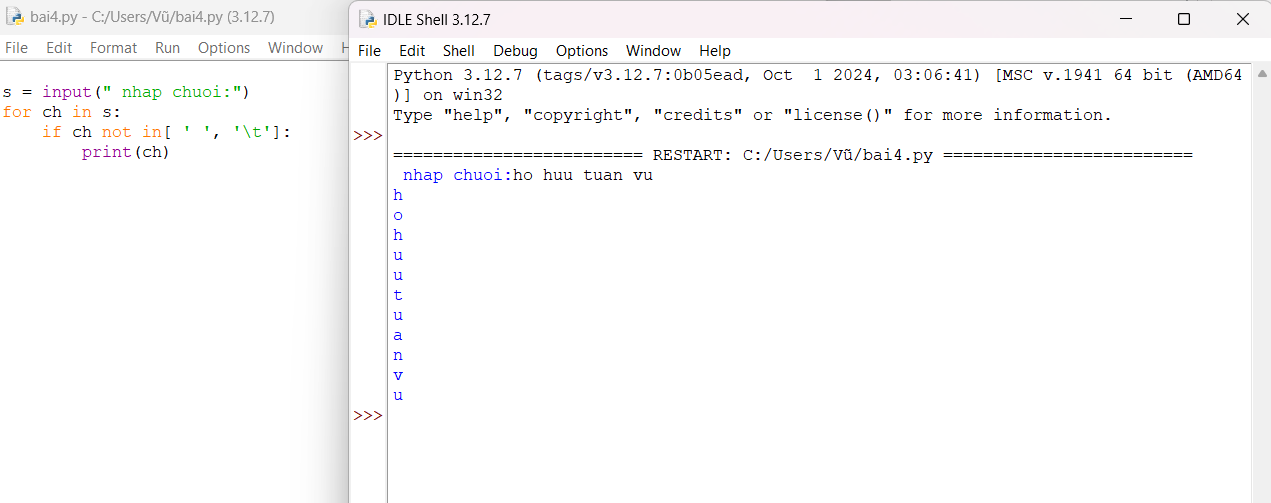 bai4.py - C:/Users/Vũ/bai4.py (3.12.7)
File Edit Format Run Options Window H
s = input(" nhap chuoi:")
for ch in s:
    if ch not in[ ' ', '\t']:
        print(ch)
IDLE Shell 3.12.7
File Edit Shell Debug Options Window Help
Python 3.12.7 (tags/v3.12.7:0b05ead, Oct  1 2024, 03:06:41) [MSC v.1941 64 bit (AMD64
)] on win32
Type "help", "copyright", "credits" or "license()" for more information.
>>>
========================= RESTART: C:/Users/Vũ/bai4.py =========================
 nhap chuoi:ho huu tuan vu
h
o
h
u
u
t
u
a
n
v
u
>>>